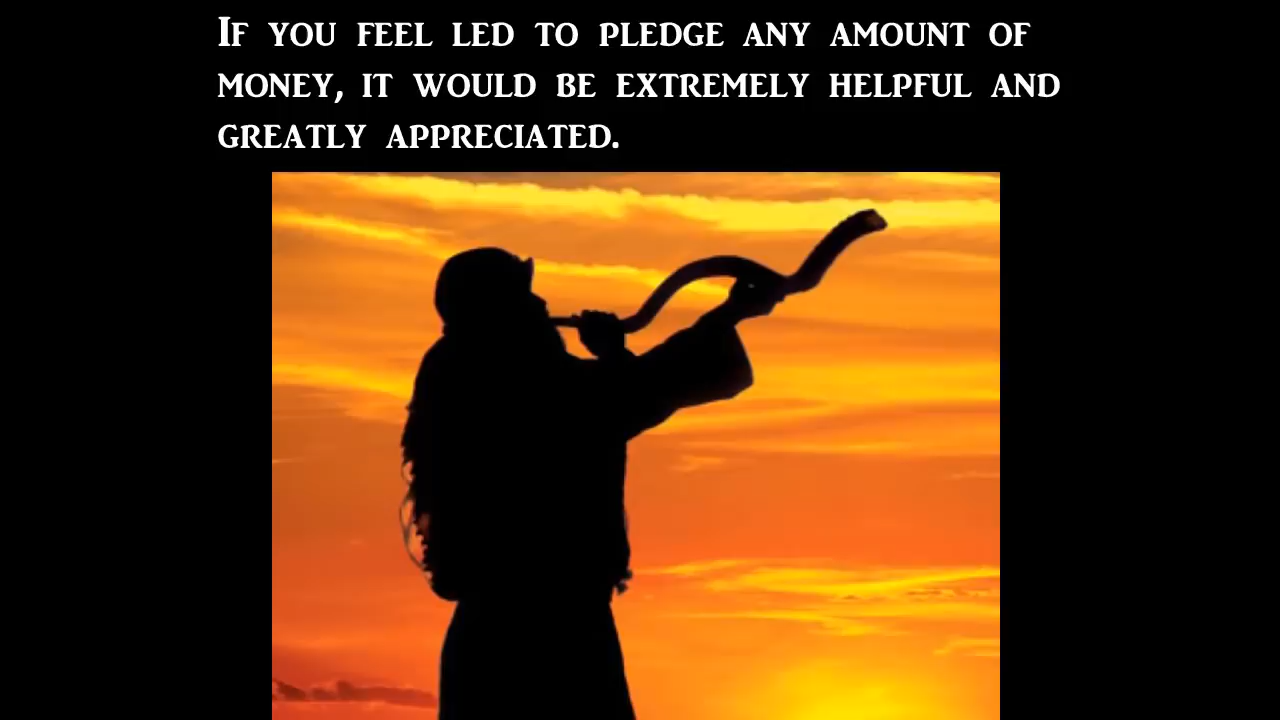 If you feel led to pledge any amount of
money, it would be extremely helpful and
greatly appreciated.